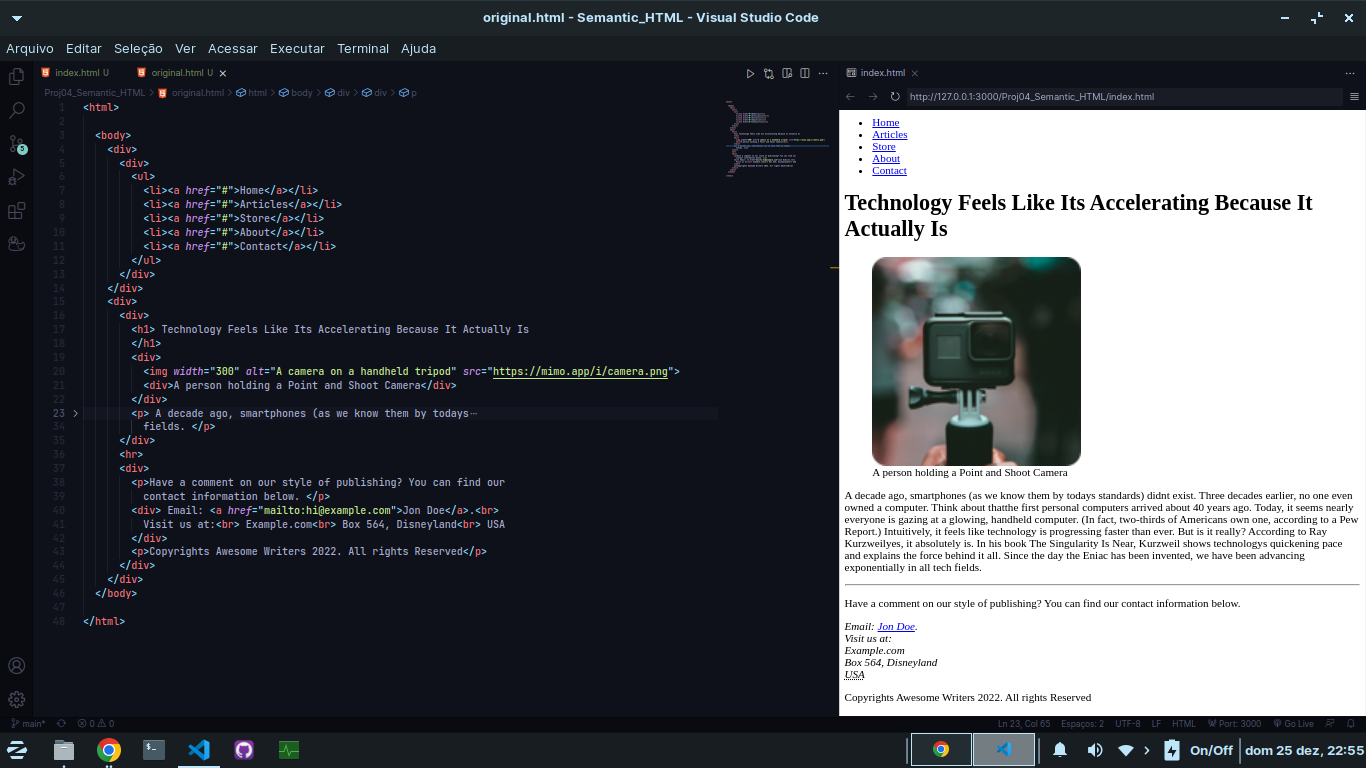 original.html - Semantic_HTML - Visual Studio Code
Arquivo Editar Seleção Ver Acessar Executar Terminal Ajuda
index.html U original.html U
Proj04_Semantic_HTML > original.html > html > body > div > div > p
1 <html>
2
3 <body>
4 <div>
5 <div>
6 <ul>
7 <li><a href="#">Home</a></li>
8 <li><a href="#">Articles</a></li>
9 <li><a href="#">Store</a></li>
10 <li><a href="#">About</a></li>
11 <li><a href="#">Contact</a></li>
12 </ul>
13 </div>
14 </div>
15 <div>
16 <div>
17 <h1> Technology Feels Like Its Accelerating Because It Actually Is
18 </h1>
19 <div>
20 <img width="300" alt="A camera on a handheld tripod" src="https://mimo.app/i/camera.png">
21 <div>A person holding a Point and Shoot Camera</div>
22 </div>
23 <p> A decade ago, smartphones (as we know them by todays⋯
34 fields. </p>
35 </div>
36 <hr>
37 <div>
38 <p>Have a comment on our style of publishing? You can find our
39 contact information below. </p>
40 <div> Email: <a href="mailto:hi@example.com">Jon Doe</a>.<br>
41 Visit us at:<br> Example.com<br> Box 564, Disneyland<br> USA
42 </div>
43 <p>Copyrights Awesome Writers 2022. All rights Reserved</p>
44 </div>
45 </div>
46 </body>
47
48 </html>
index.html
http://127.0.0.1:3000/Proj04_Semantic_HTML/index.html
Home
Articles
Store
About
Contact
Technology Feels Like Its Accelerating Because It
Actually Is
A person holding a Point and Shoot Camera
A decade ago, smartphones (as we know them by todays standards) didnt exist. Three decades earlier, no one even
owned a computer. Think about thatthe first personal computers arrived about 40 years ago. Today, it seems nearly
everyone is gazing at a glowing, handheld computer. (In fact, two-thirds of Americans own one, according to a Pew
Report.) Intuitively, it feels like technology is progressing faster than ever. But is it really? According to Ray
Kurzweilyes, it absolutely is. In his book The Singularity Is Near, Kurzweil shows technologys quickening pace
and explains the force behind it all. Since the day the Eniac has been invented, we have been advancing
exponentially in all tech fields.
Have a comment on our style of publishing? You can find our contact information below.
Email: Jon Doe.
Visit us at:
Example.com
Box 564, Disneyland
USA
Copyrights Awesome Writers 2022. All rights Reserved
5
main* 0 0 Ln 23, Col 65 Espaços: 2 UTF-8 LF HTML Port: 3000 Go Live
On/Off dom 25 dez, 22:55